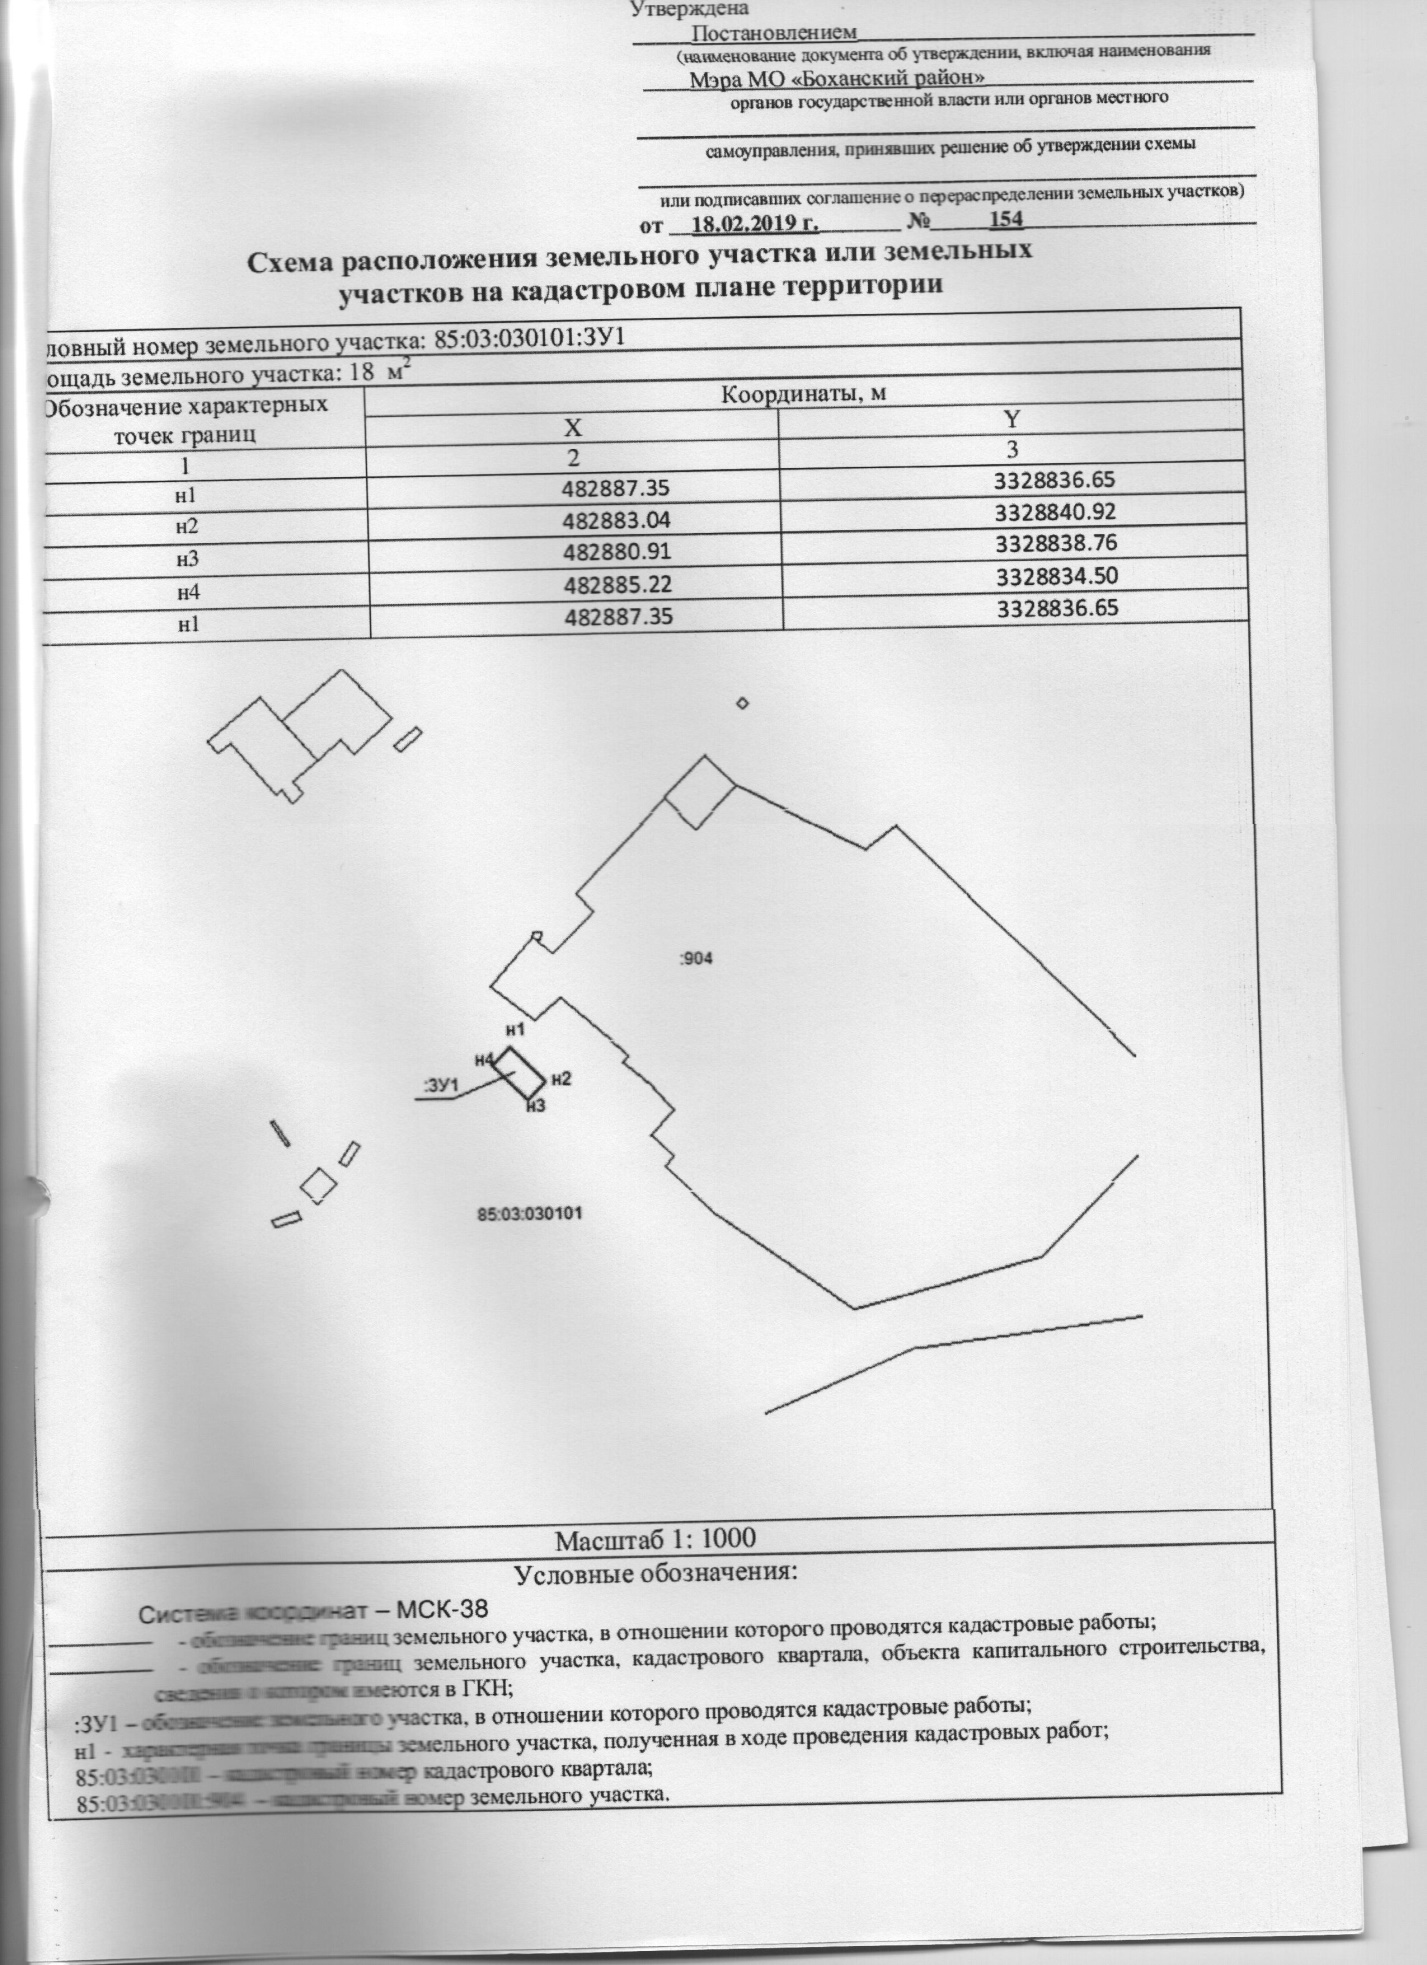 Утверждена
Постановлением
(наименование документа об утверждении, включая наименования
Мэра МО «Боханский район»
органов государственной власти или органов местного
самоуправления, принявших решение об утверждении схемы
или подписавших соглашение о перераспределении земельных участков)
от 18.02.2019 г. № 154
Схема расположения земельного участка или земельных
участков на кадастровом плане территории
ловный номер земельного участка: 85:03:030101:ЗУ1
ощадь земельного участка: 18 м²
Обозначение характерных точек границ Координаты, м
X Y
1 2 3
н1 482887.35 3328836.65
н2 482883.04 3328840.92
н3 482880.91 3328838.76
н4 482885.22 3328834.50
н1 482887.35 3328836.65
:904
н1
н4
н2
:ЗУ1
н3
85:03:030101
Масштаб 1: 1000
Условные обозначения:
Система координат – МСК-38
- обозначение границ земельного участка, в отношении которого проводятся кадастровые работы;
- обозначение границ земельного участка, кадастрового квартала, объекта капитального строительства,
сведения о котором имеются в ГКН;
:ЗУ1 – обозначение земельного участка, в отношении которого проводятся кадастровые работы;
н1 - характерная точка границы земельного участка, полученная в ходе проведения кадастровых работ;
85:03:030101 – кадастровый номер кадастрового квартала;
85:03:030101:904 – кадастровый номер земельного участка.